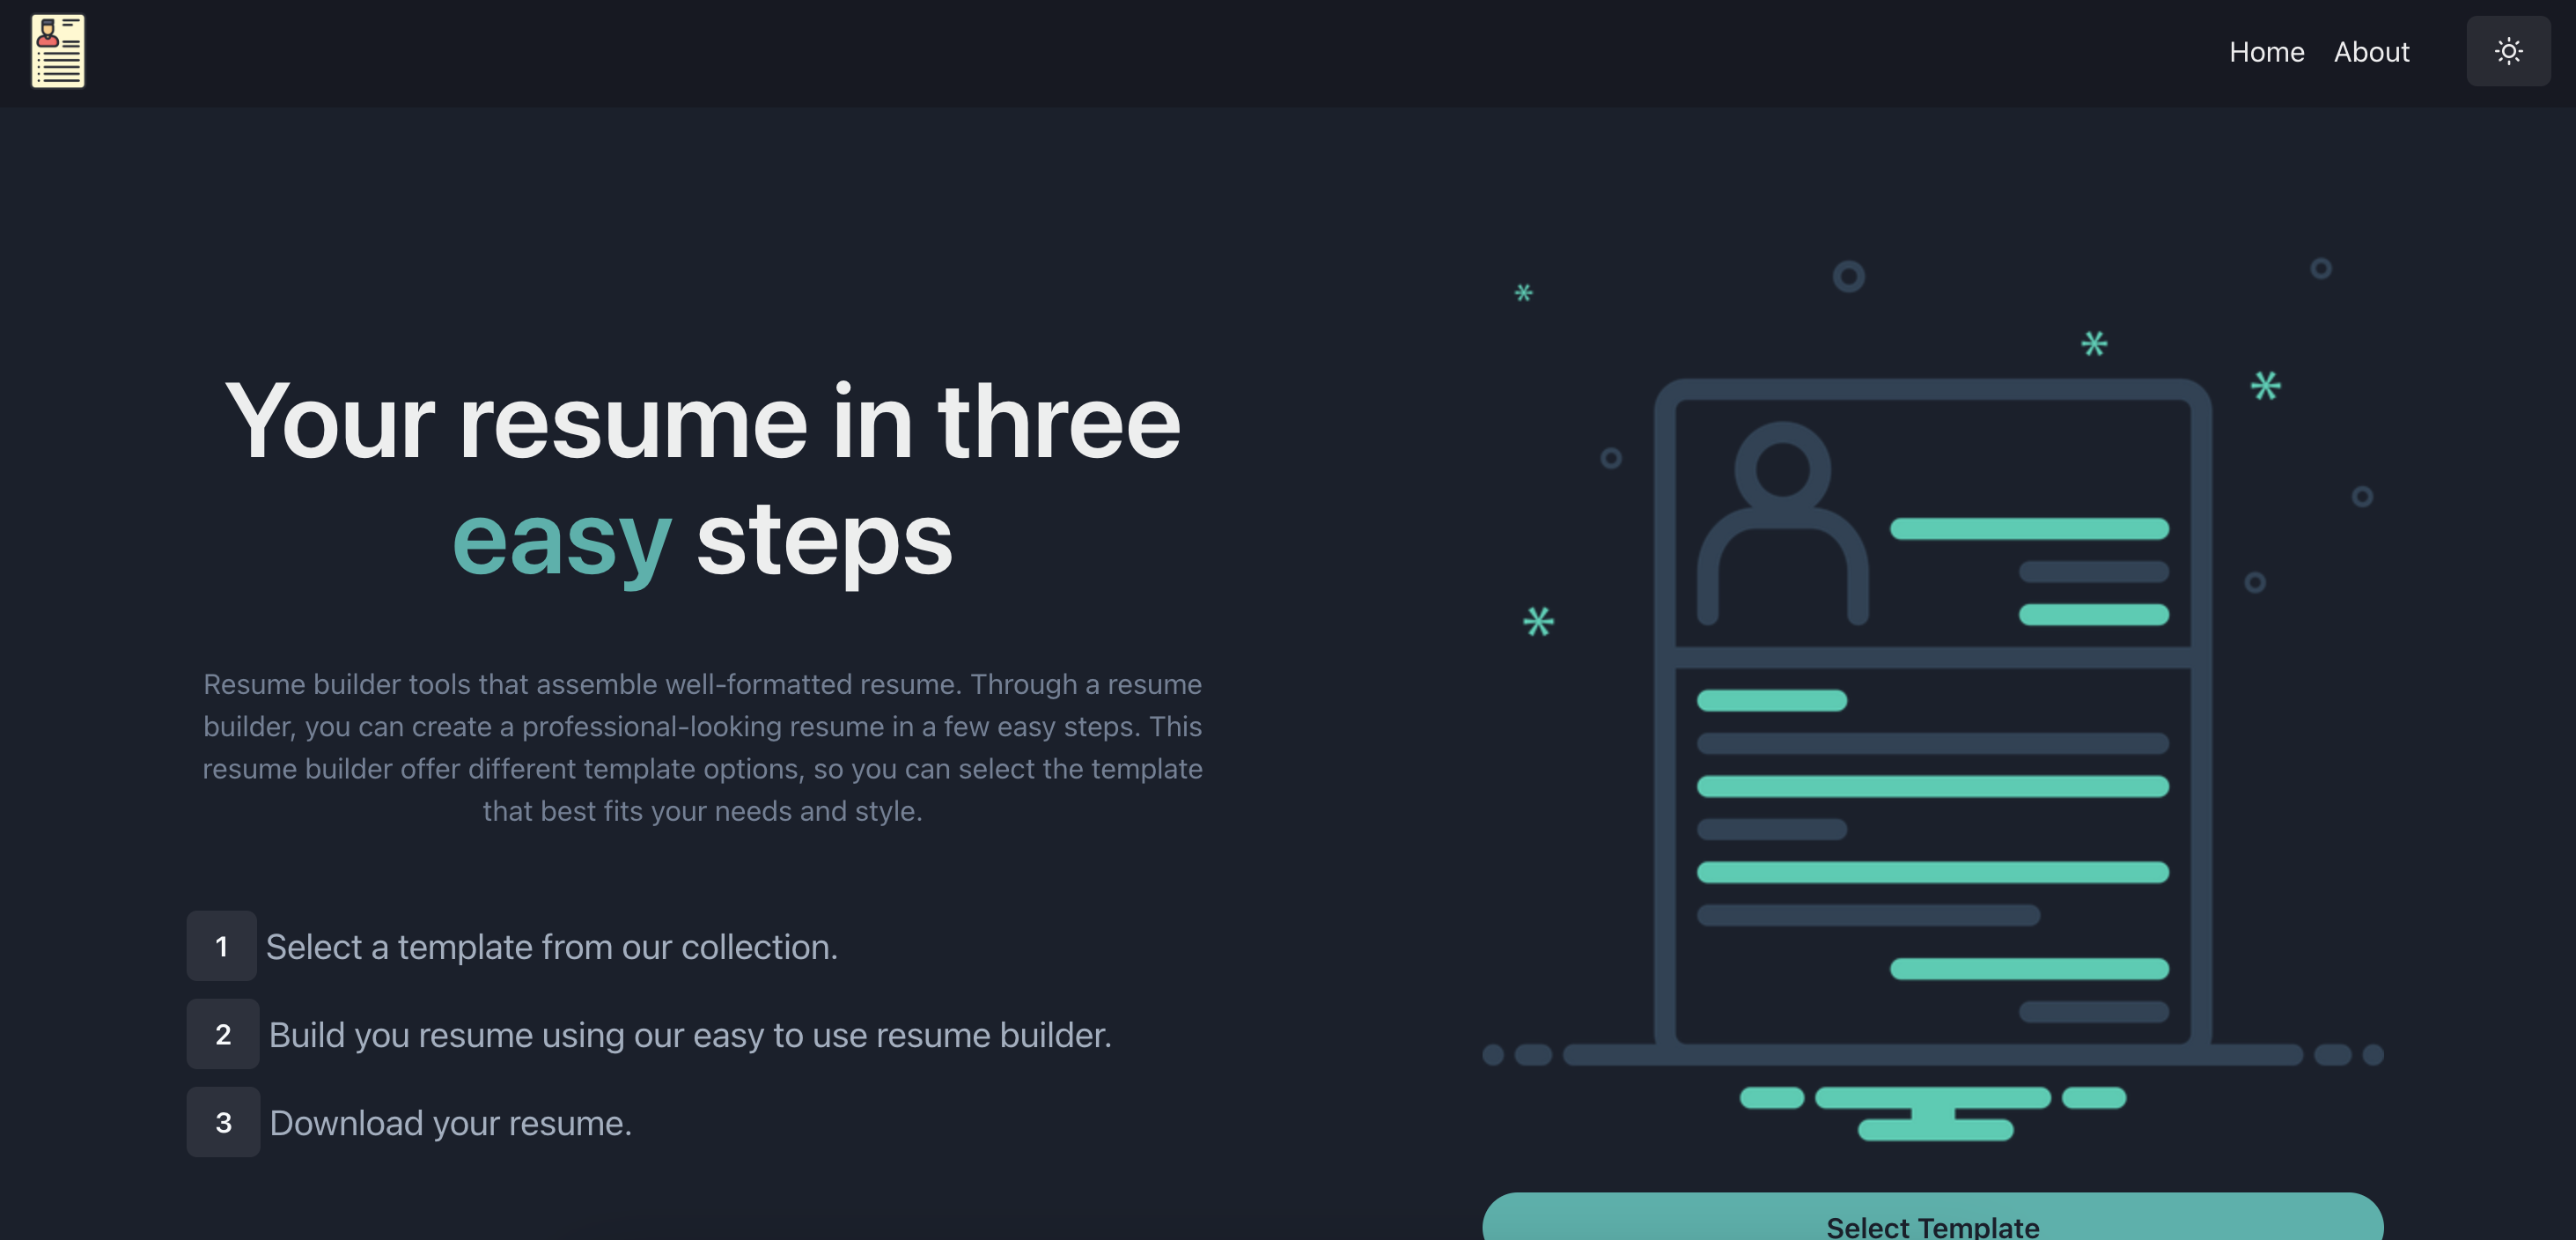 Home About
Your resume in three
easy steps
Resume builder tools that assemble well-formatted resume. Through a resume
builder, you can create a professional-looking resume in a few easy steps. This
resume builder offer different template options, so you can select the template
that best fits your needs and style.
1 Select a template from our collection.
2 Build you resume using our easy to use resume builder.
3 Download your resume.
Select Template